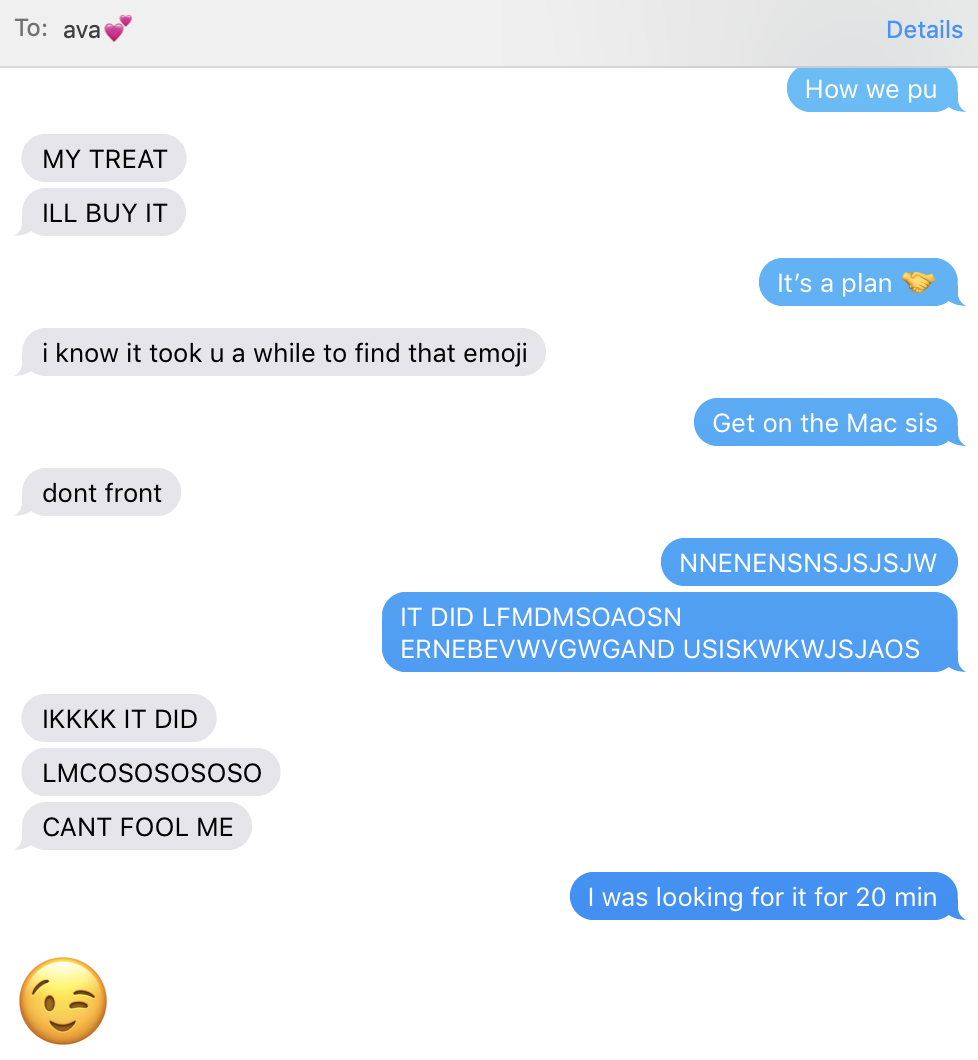 To: ava💕
Details
How we pu
MY TREAT
ILL BUY IT
It’s a plan 🤝
i know it took u a while to find that emoji
Get on the Mac sis
dont front
NNENENSNSJSJSJW
IT DID LFMDMSOAOSN
ERNEBEVWVGWGAND USISKWKWJSJAOS
IKKKK IT DID
LMCOSOSOSOSO
CANT FOOL ME
I was looking for it for 20 min
😉